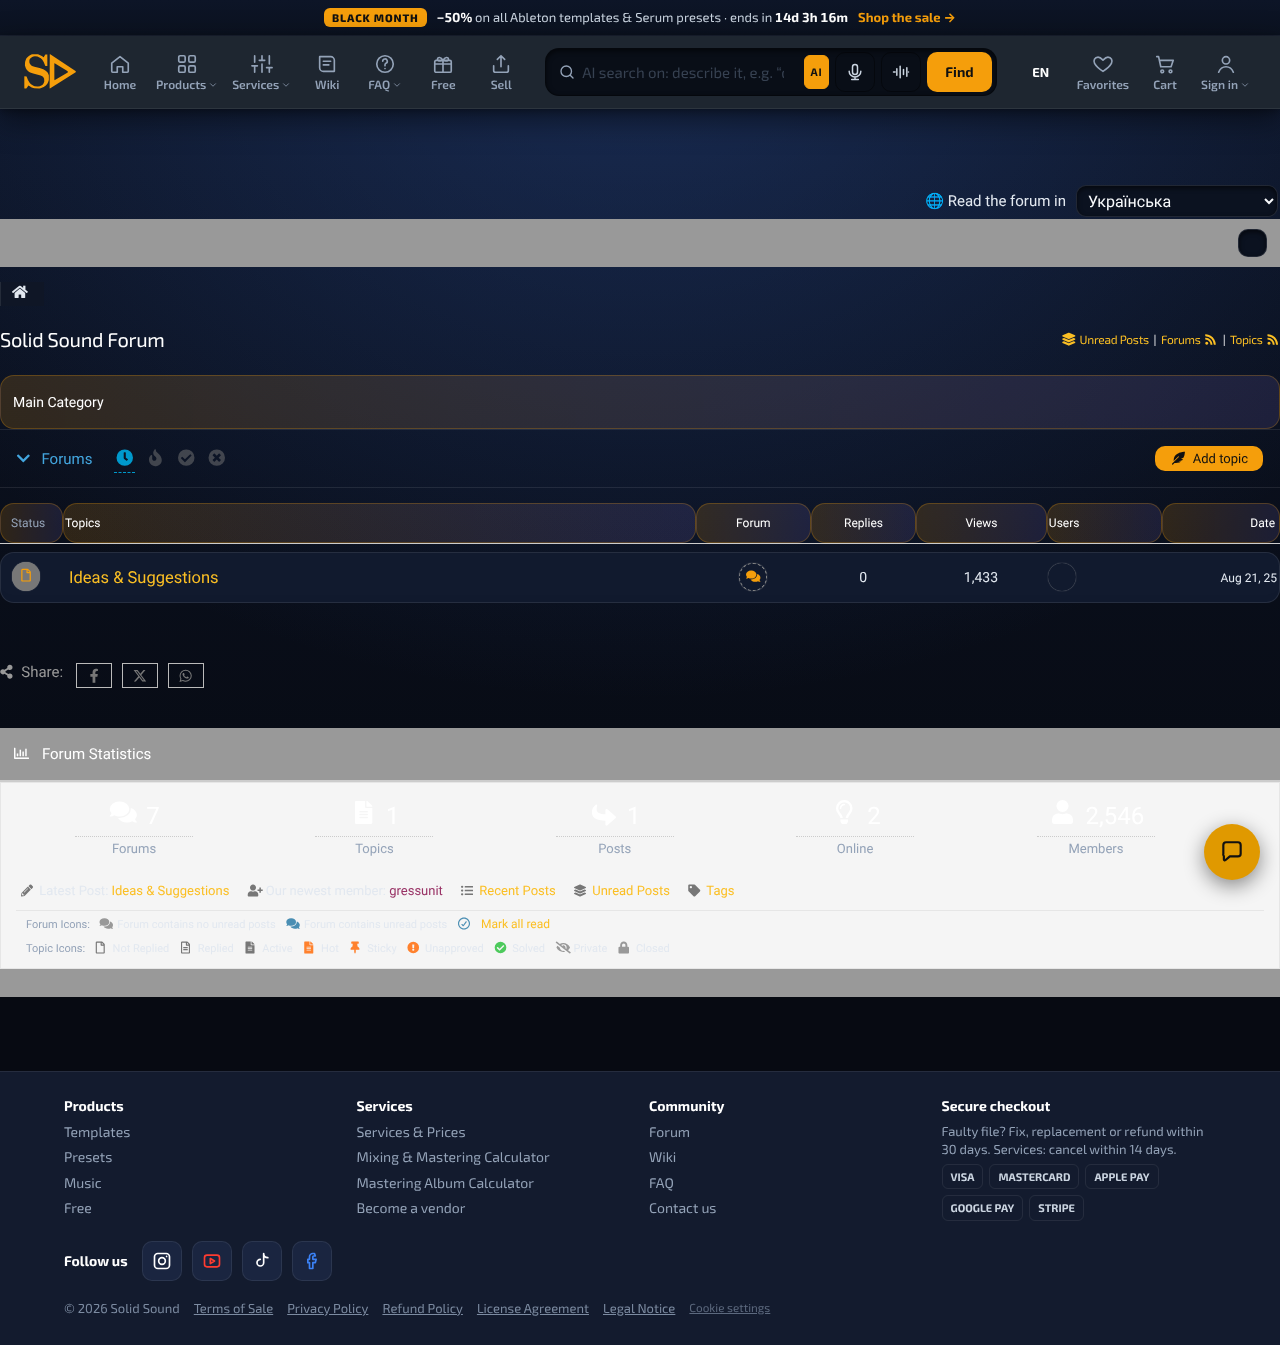 BLACK MONTH −50% on all Ableton templates & Serum presets · ends in 14d 3h 16m Shop the sale →
Home Products Services Wiki FAQ Free Sell
AI search on: describe it, e.g. “c
AI
Find
EN
Favorites Cart Sign in
Read the forum in Українська
Solid Sound Forum
Unread Posts | Forums | Topics
Main Category
Forums
Add topic
Status Topics Forum Replies Views Users Date
Ideas & Suggestions 0 1,433 Aug 21, 25
Share:
Forum Statistics
7 1 1 2 2,546
Forums Topics Posts Online Members
Latest Post: Ideas & Suggestions Our newest member: gressunit Recent Posts Unread Posts Tags
Forum Icons: Forum contains no unread posts Forum contains unread posts Mark all read
Topic Icons: Not Replied Replied Active Hot Sticky Unapproved Solved Private Closed
Products
Templates
Presets
Music
Free
Services
Services & Prices
Mixing & Mastering Calculator
Mastering Album Calculator
Become a vendor
Community
Forum
Wiki
FAQ
Contact us
Secure checkout
Faulty file? Fix, replacement or refund within
30 days. Services: cancel within 14 days.
VISA MASTERCARD APPLE PAY
GOOGLE PAY STRIPE
Follow us
© 2026 Solid Sound Terms of Sale Privacy Policy Refund Policy License Agreement Legal Notice Cookie settings